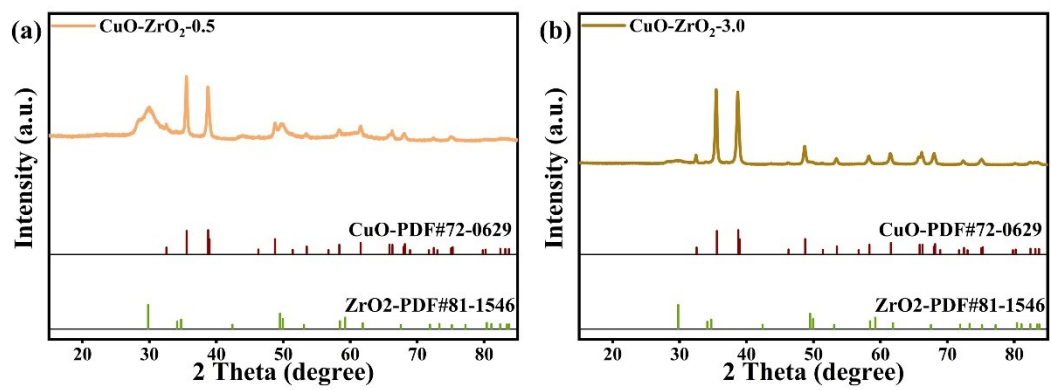 (a)
CuO-ZrO₂-0.5
Intensity (a.u.)
CuO-PDF#72-0629
ZrO2-PDF#81-1546
20 30 40 50 60 70 80
2 Theta (degree)
(b)
CuO-ZrO₂-3.0
Intensity (a.u.)
CuO-PDF#72-0629
ZrO2-PDF#81-1546
20 30 40 50 60 70 80
2 Theta (degree)